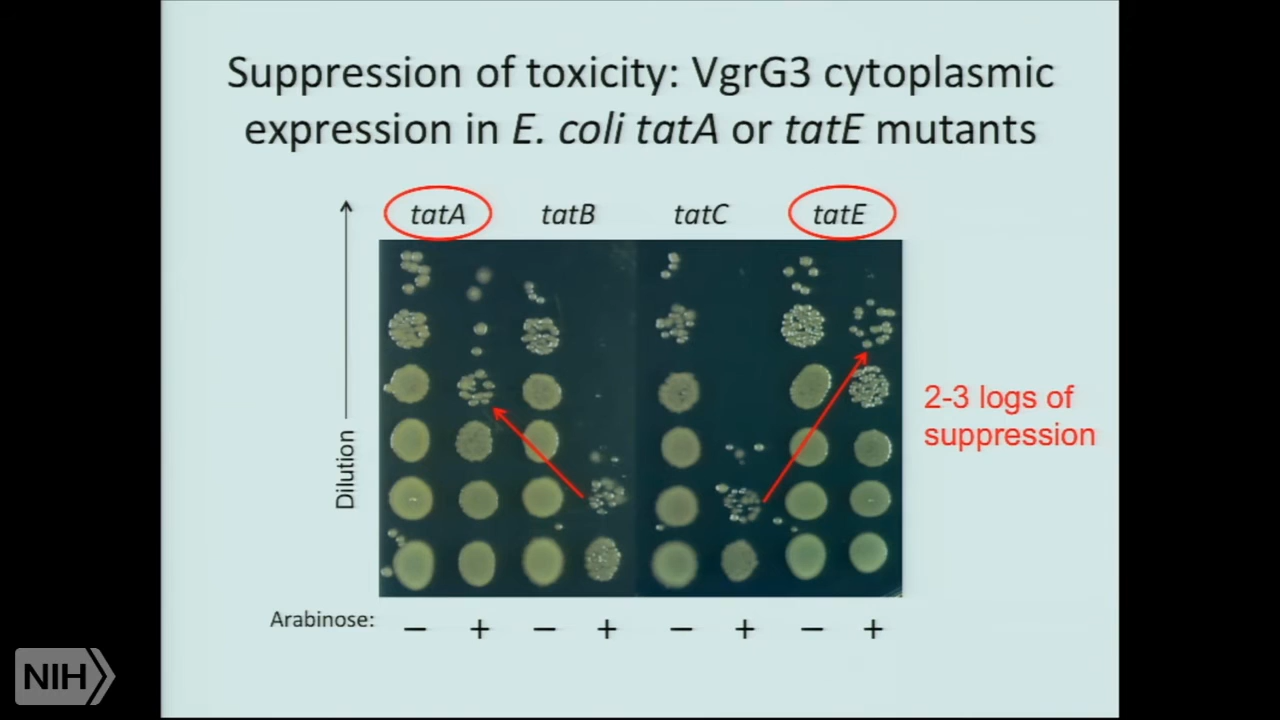 Suppression of toxicity: VgrG3 cytoplasmic
expression in E. coli tatA or tatE mutants
tatA tatB tatC tatE
Dilution
2-3 logs of
suppression
Arabinose: − + − + − + − +
NIH